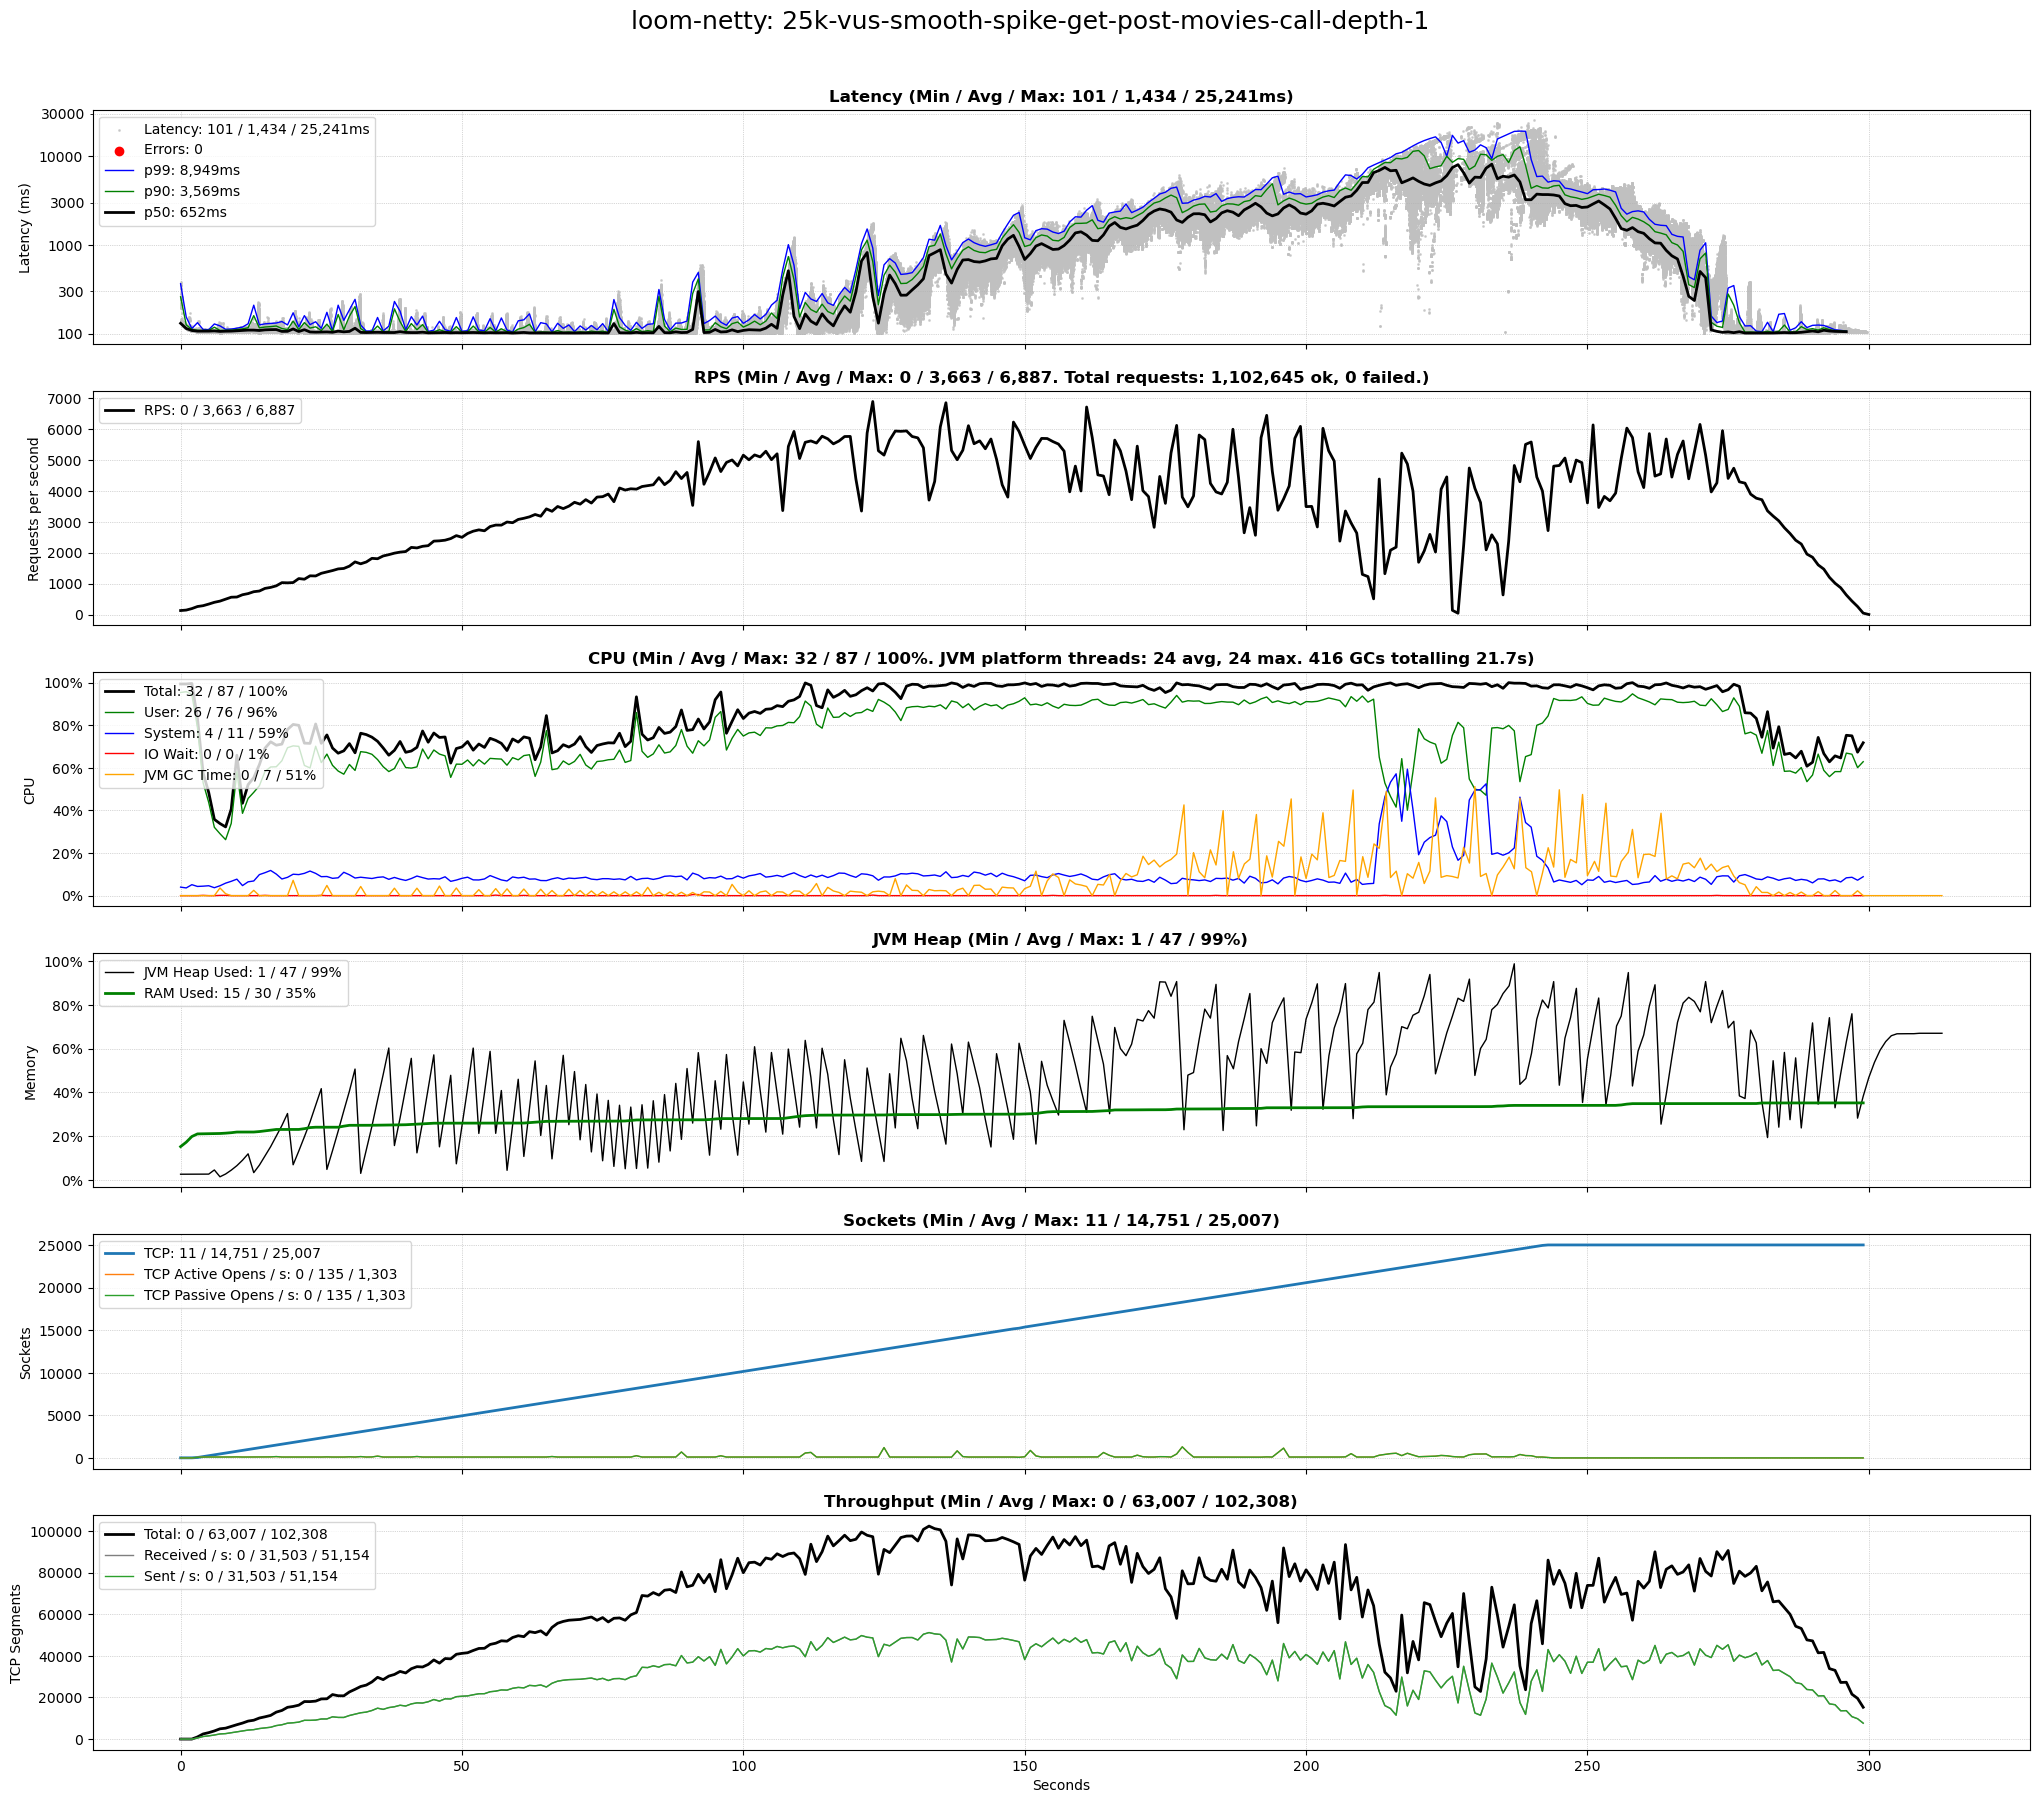 loom-netty: 25k-vus-smooth-spike-get-post-movies-call-depth-1
Latency (Min / Avg / Max: 101 / 1,434 / 25,241ms)
Latency (ms)
30000
10000
3000
1000
300
100
Latency: 101 / 1,434 / 25,241ms
Errors: 0
p99: 8,949ms
p90: 3,569ms
p50: 652ms
RPS (Min / Avg / Max: 0 / 3,663 / 6,887. Total requests: 1,102,645 ok, 0 failed.)
Requests per second
7000
6000
5000
4000
3000
2000
1000
0
RPS: 0 / 3,663 / 6,887
CPU (Min / Avg / Max: 32 / 87 / 100%. JVM platform threads: 24 avg, 24 max. 416 GCs totalling 21.7s)
CPU
100%
80%
60%
40%
20%
0%
Total: 32 / 87 / 100%
User: 26 / 76 / 96%
System: 4 / 11 / 59%
IO Wait: 0 / 0 / 1%
JVM GC Time: 0 / 7 / 51%
JVM Heap (Min / Avg / Max: 1 / 47 / 99%)
Memory
100%
80%
60%
40%
20%
0%
JVM Heap Used: 1 / 47 / 99%
RAM Used: 15 / 30 / 35%
Sockets (Min / Avg / Max: 11 / 14,751 / 25,007)
Sockets
25000
20000
15000
10000
5000
0
TCP: 11 / 14,751 / 25,007
TCP Active Opens / s: 0 / 135 / 1,303
TCP Passive Opens / s: 0 / 135 / 1,303
Throughput (Min / Avg / Max: 0 / 63,007 / 102,308)
TCP Segments
100000
80000
60000
40000
20000
0
Total: 0 / 63,007 / 102,308
Received / s: 0 / 31,503 / 51,154
Sent / s: 0 / 31,503 / 51,154
0 50 100 150 200 250 300
Seconds